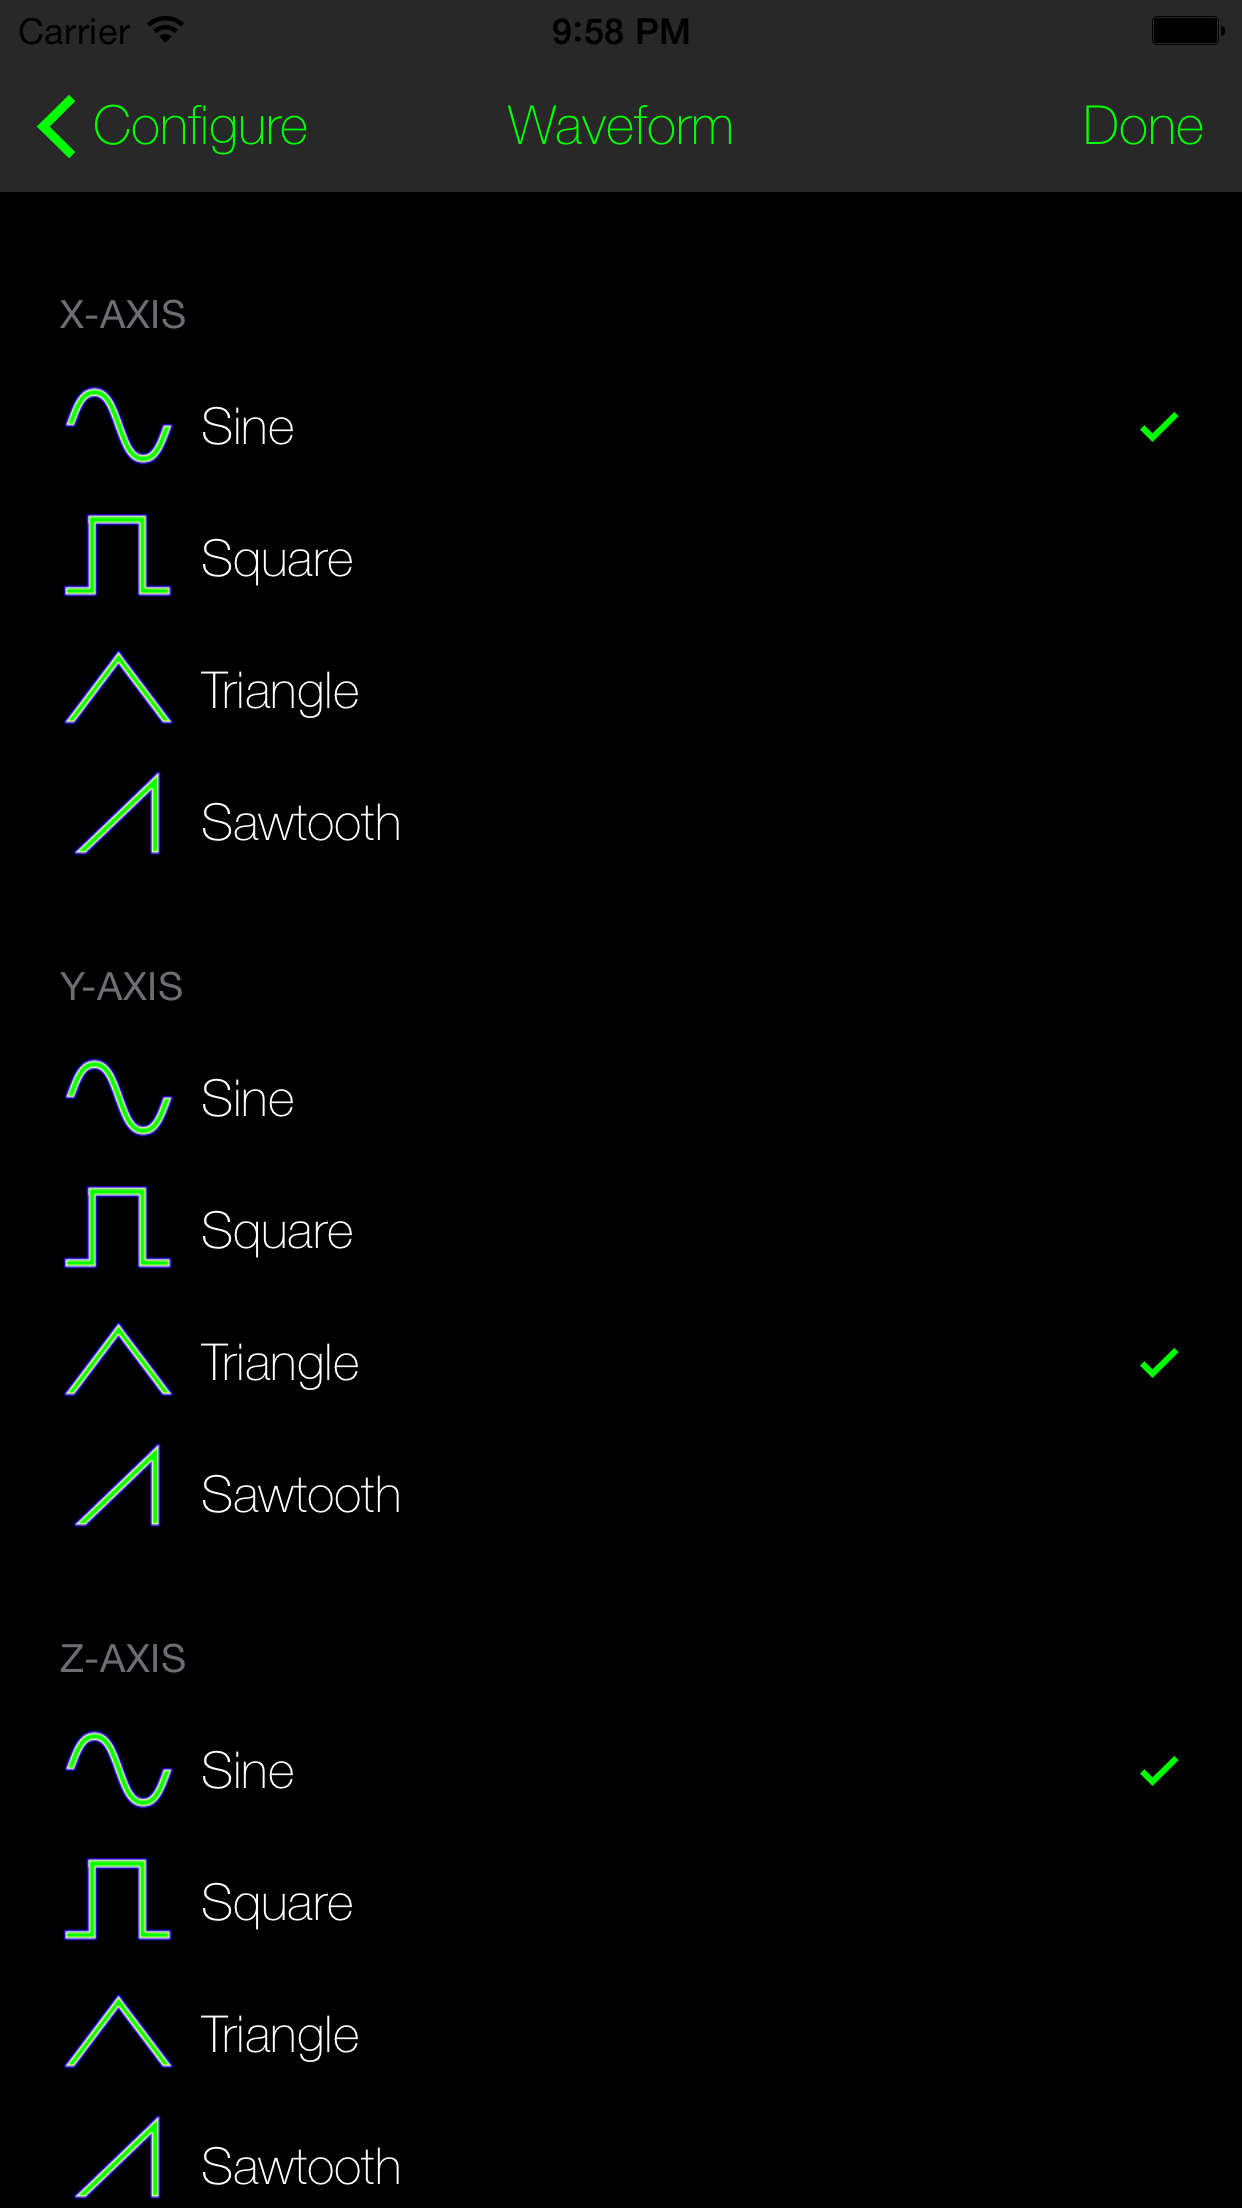 Carrier 9:58 PM
Configure Waveform Done
X-AXIS
Sine
Square
Triangle
Sawtooth
Y-AXIS
Sine
Square
Triangle
Sawtooth
Z-AXIS
Sine
Square
Triangle
Sawtooth